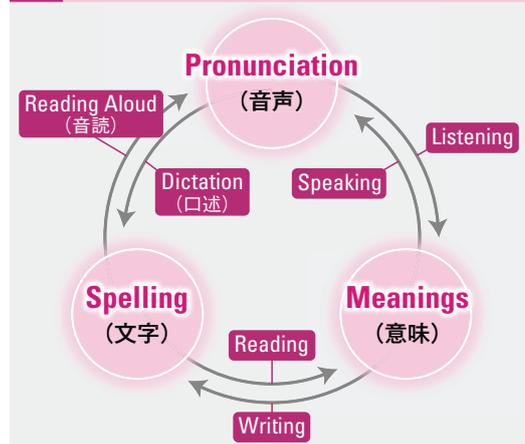 Pronunciation
(音声)
Reading Aloud
(音読)
Listening
Dictation
(口述)
Speaking
Spelling
(文字)
Meanings
(意味)
Reading
Writing